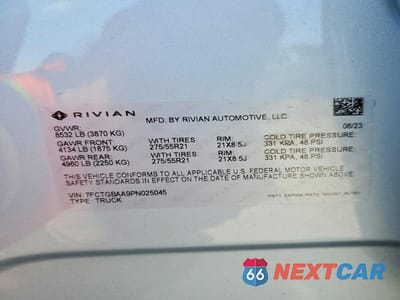 RIVIAN
MFD. BY RIVIAN AUTOMOTIVE, LLC
GVWR:
8532 LB (3870 KG)
06/23
GAWR FRONT: WITH TIRES: RIM: COLD TIRE PRESSURE:
4134 LB (1875 KG) 275/55R21 21X8.5J 331 KPA, 48 PSI
GAWR REAR: WITH TIRES: RIM: COLD TIRE PRESSURE:
4960 LB (2250 KG) 275/55R21 21X8.5J 331 KPA, 48 PSI
THIS VEHICLE CONFORMS TO ALL APPLICABLE U.S. FEDERAL MOTOR VEHICLE
SAFETY STANDARDS IN EFFECT ON THE DATE OF MANUFACTURE SHOWN ABOVE
VIN: 7FCTGBAA9PN025045
TYPE: TRUCK
66 NEXTCAR